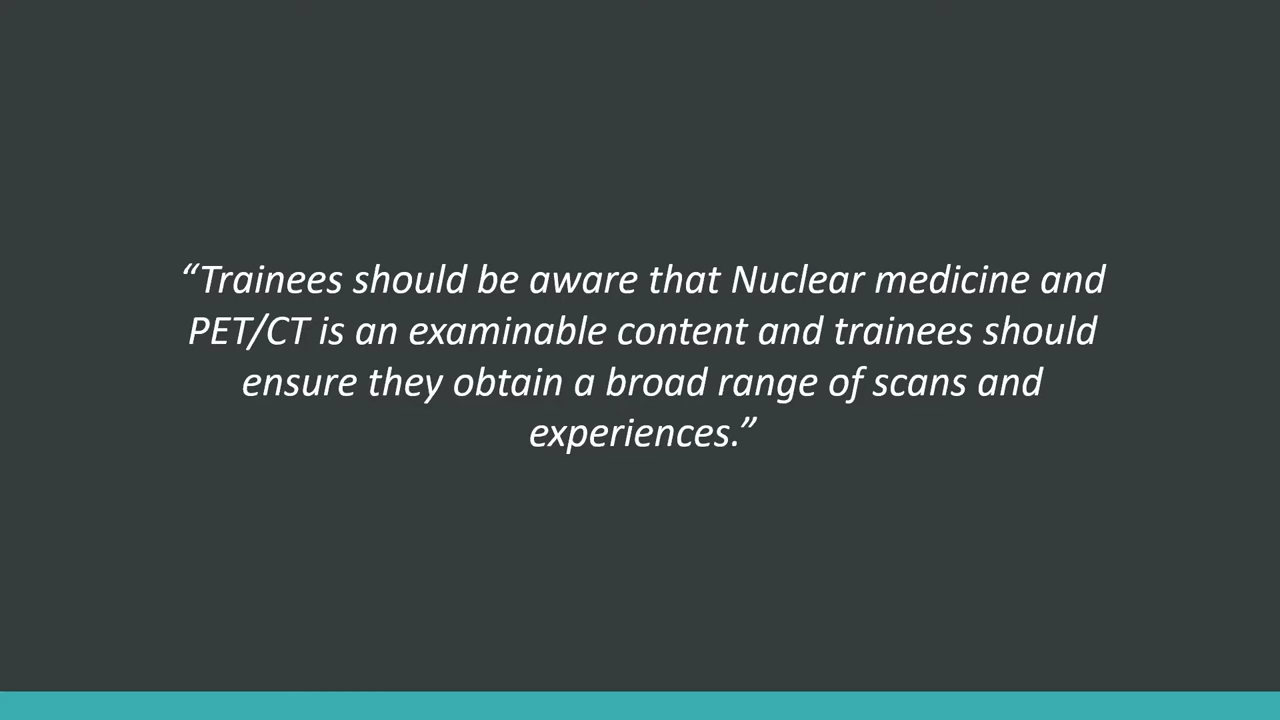 “Trainees should be aware that Nuclear medicine and
PET/CT is an examinable content and trainees should
ensure they obtain a broad range of scans and
experiences.”